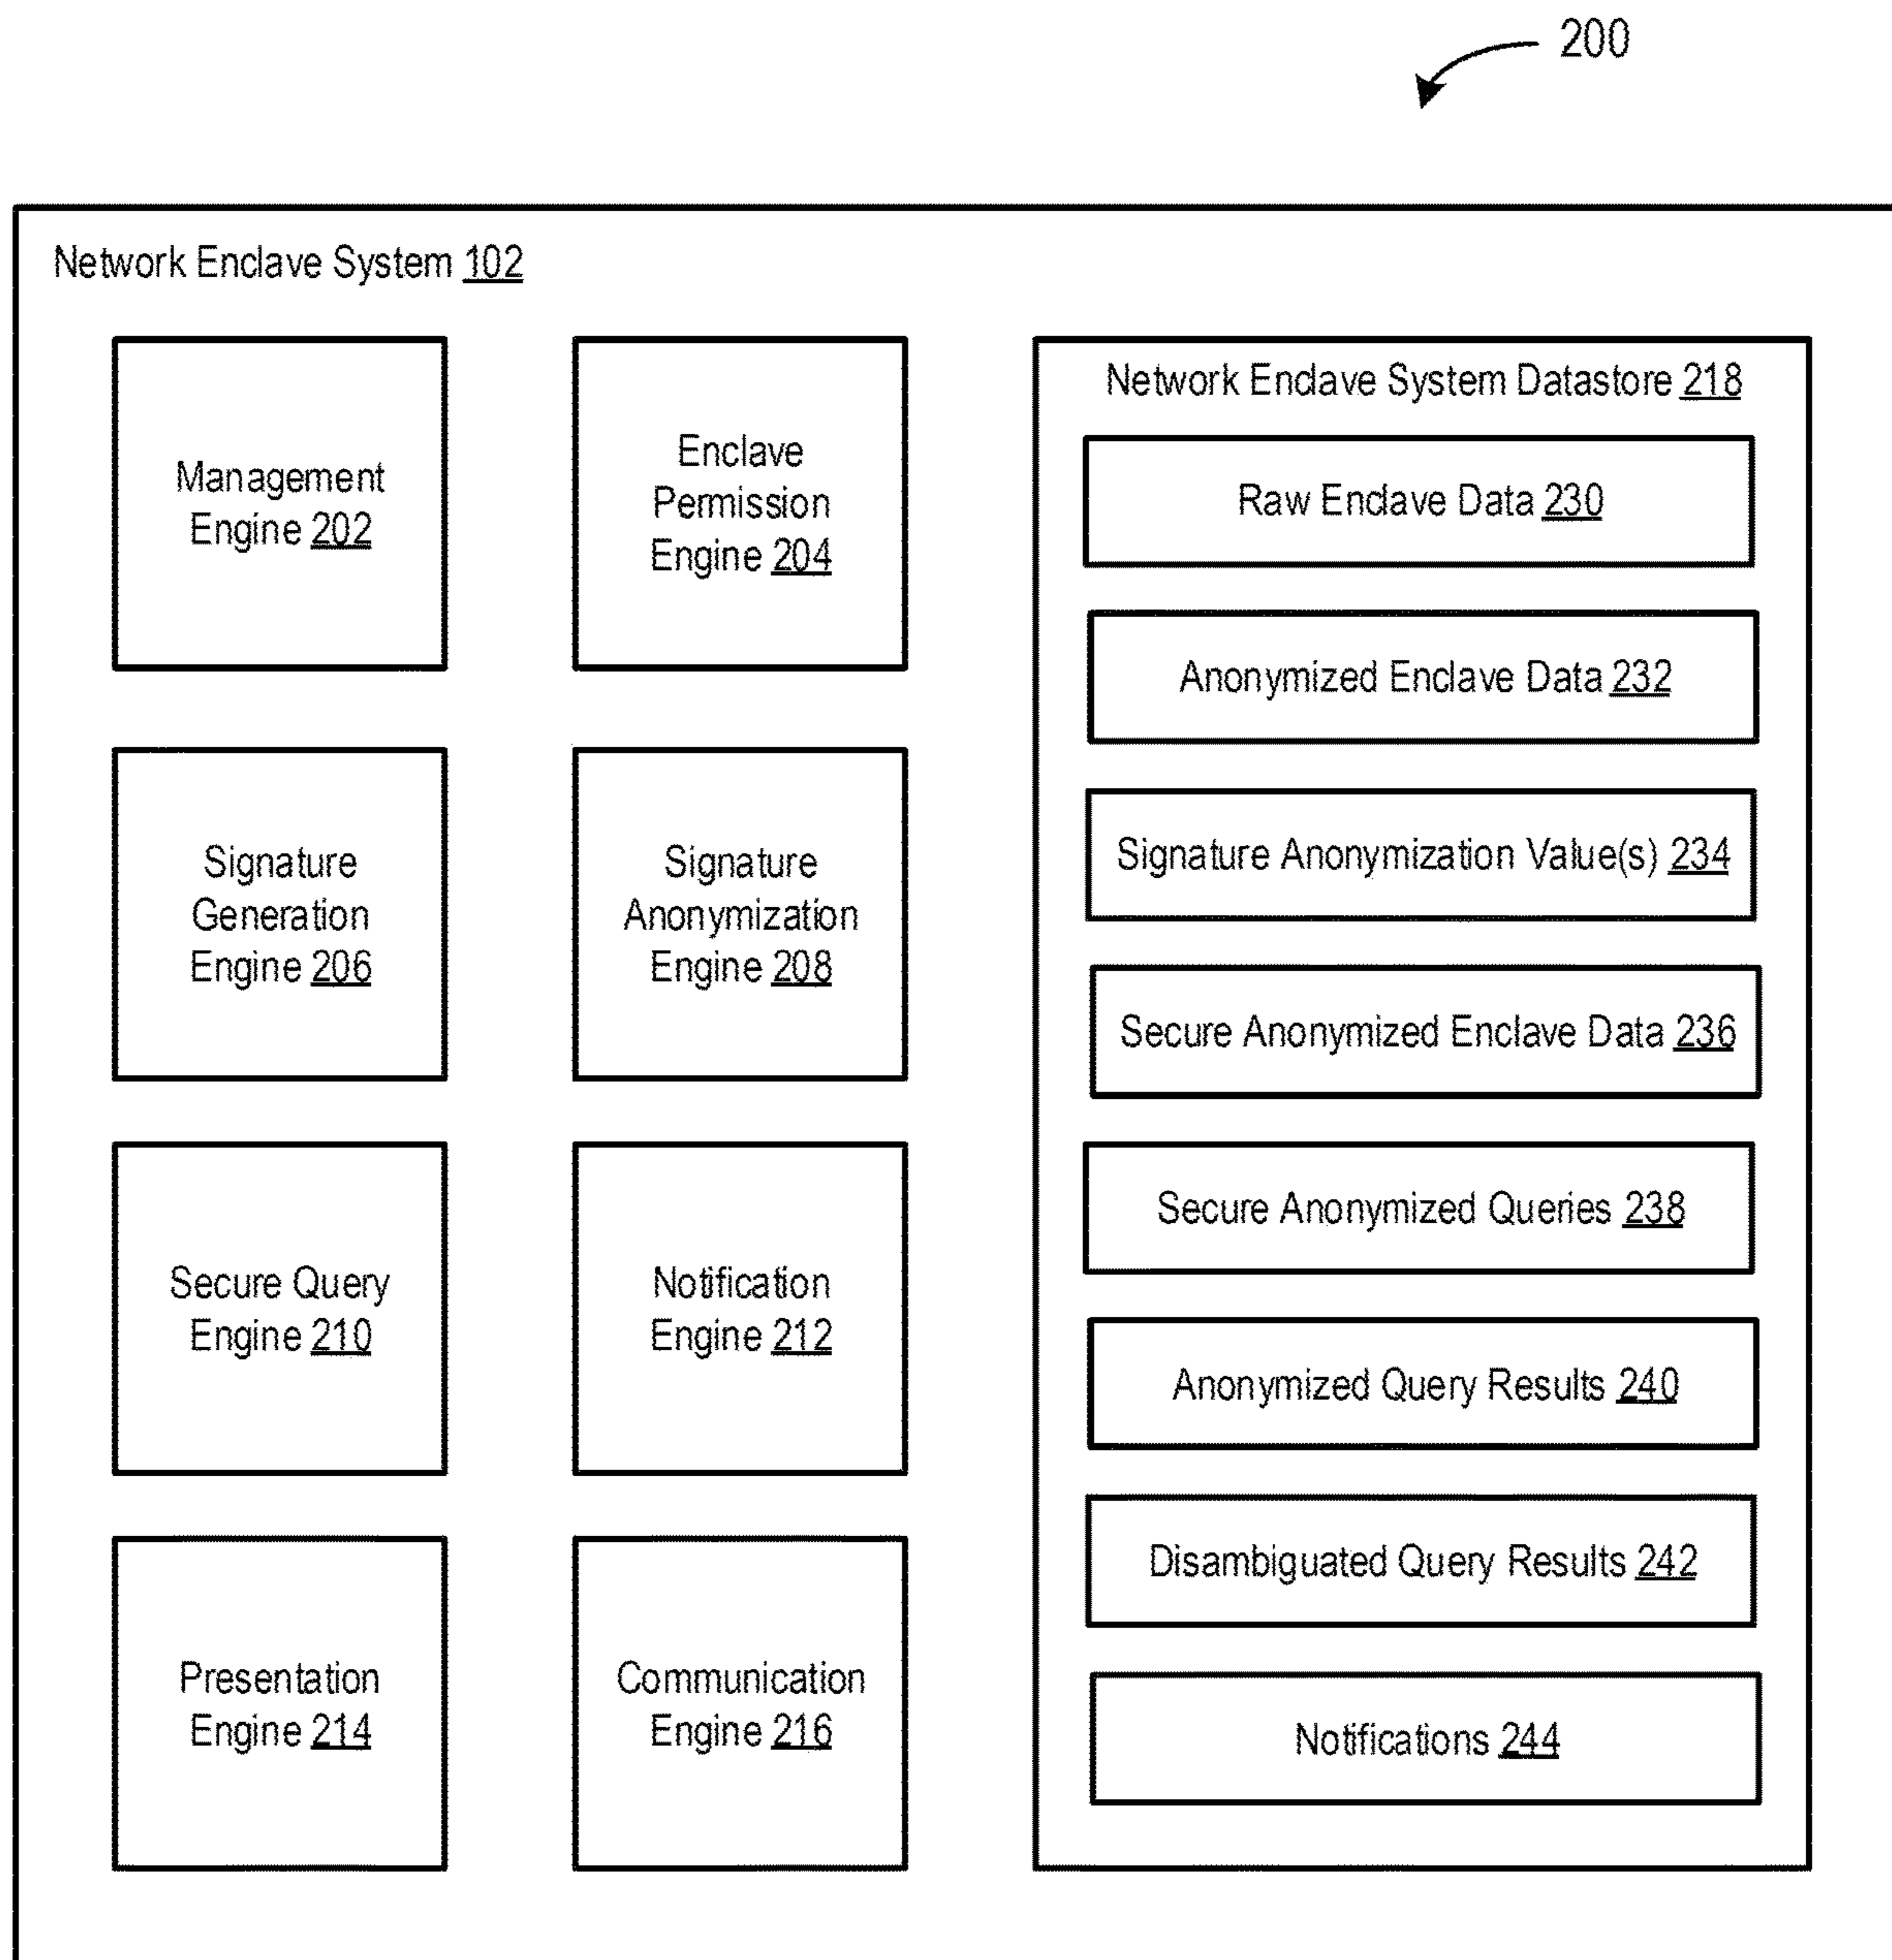 200
Network Enclave System 102
Management
Engine 202
Enclave
Permission
Engine 204
Signature
Generation
Engine 206
Signature
Anonymization
Engine 208
Secure Query
Engine 210
Notification
Engine 212
Presentation
Engine 214
Communication
Engine 216
Network Enclave System Datastore 218
Raw Enclave Data 230
Anonymized Enclave Data 232
Signature Anonymization Value(s) 234
Secure Anonymized Enclave Data 236
Secure Anonymized Queries 238
Anonymized Query Results 240
Disambiguated Query Results 242
Notifications 244